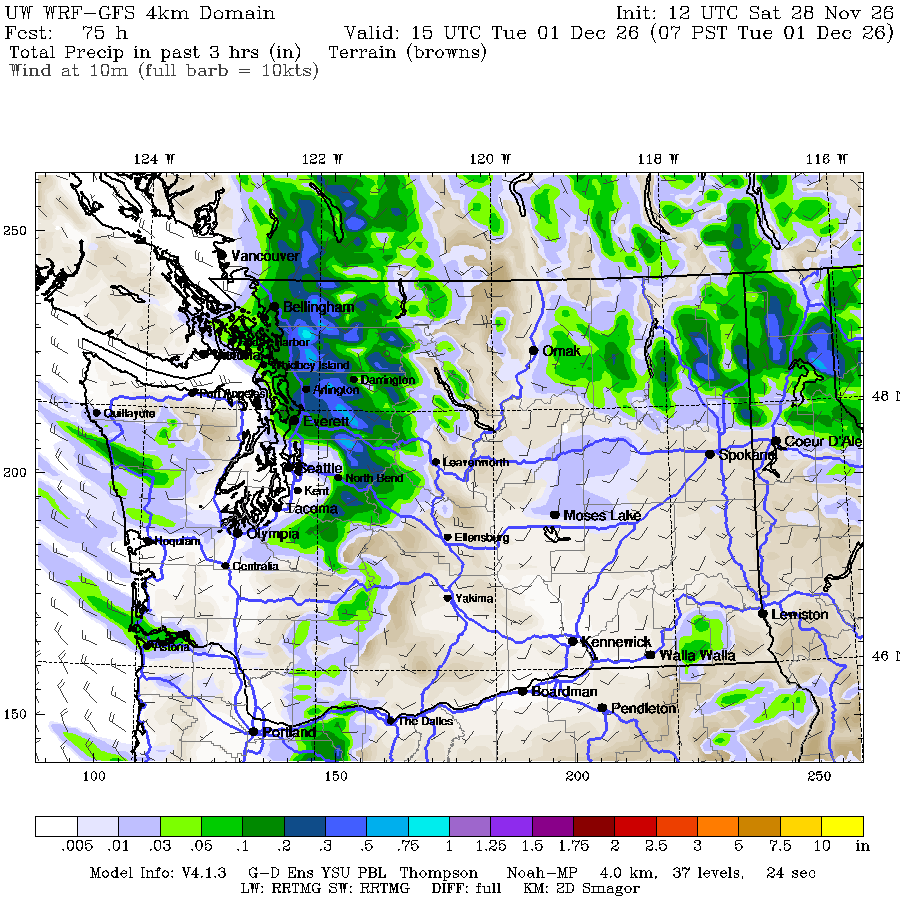 UW WRF-GFS 4km Domain Init: 12 UTC Sat 28 Nov 26
Fcst: 75 h Valid: 15 UTC Tue 01 Dec 26 (07 PST Tue 01 Dec 26)
Total Precip in past 3 hrs (in) Terrain (browns)
Wind at 10m (full barb = 10kts)
124 W 122 W 120 W 118 W 116 W
250
Vancouver
Bellingham
Harbor
Victoria
Omak
Whidbey Island
Port Angeles
Arlington
Darrington
48 N
Quillayute
Everett
Coeur D'Ale
Spokane
200
Seattle
Leavenworth
North Bend
Kent
Tacoma
Moses Lake
Olympia
Hoquiam
Ellensburg
Centralia
Yakima
Lewiston
Astoria
Kennewick
Walla Walla
46 N
Boardman
150
The Dalles
Pendleton
Portland
100 150 200 250
.005 .01 .03 .05 .1 .2 .3 .5 .75 1 1.25 1.5 1.75 2 2.5 3 5 7.5 10 in
Model Info: V4.1.3 G-D Ens YSU PBL Thompson Noah-MP 4.0 km, 37 levels, 24 sec
LW: RRTMG SW: RRTMG DIFF: full KM: 2D Smagor